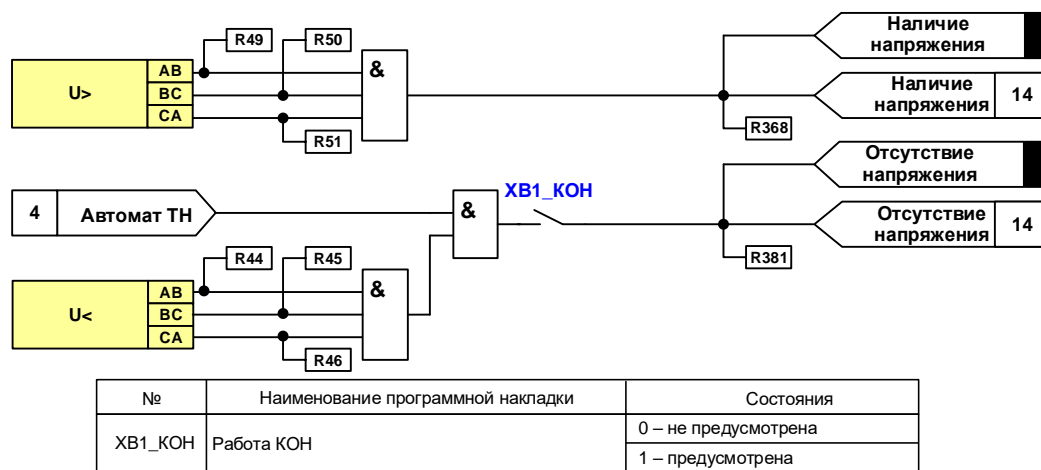 R49
R50
U>
AB
BC
CA
&
R51
Наличие
напряжения
Наличие
напряжения
14
R368
4
Автомат ТН
&
ХВ1_КОН
Отсутствие
напряжения
Отсутствие
напряжения
14
R381
R44
R45
U<
AB
BC
CA
&
R46
№
Наименование программной накладки
Состояния
ХВ1_КОН
Работа КОН
0 – не предусмотрена
1 – предусмотрена